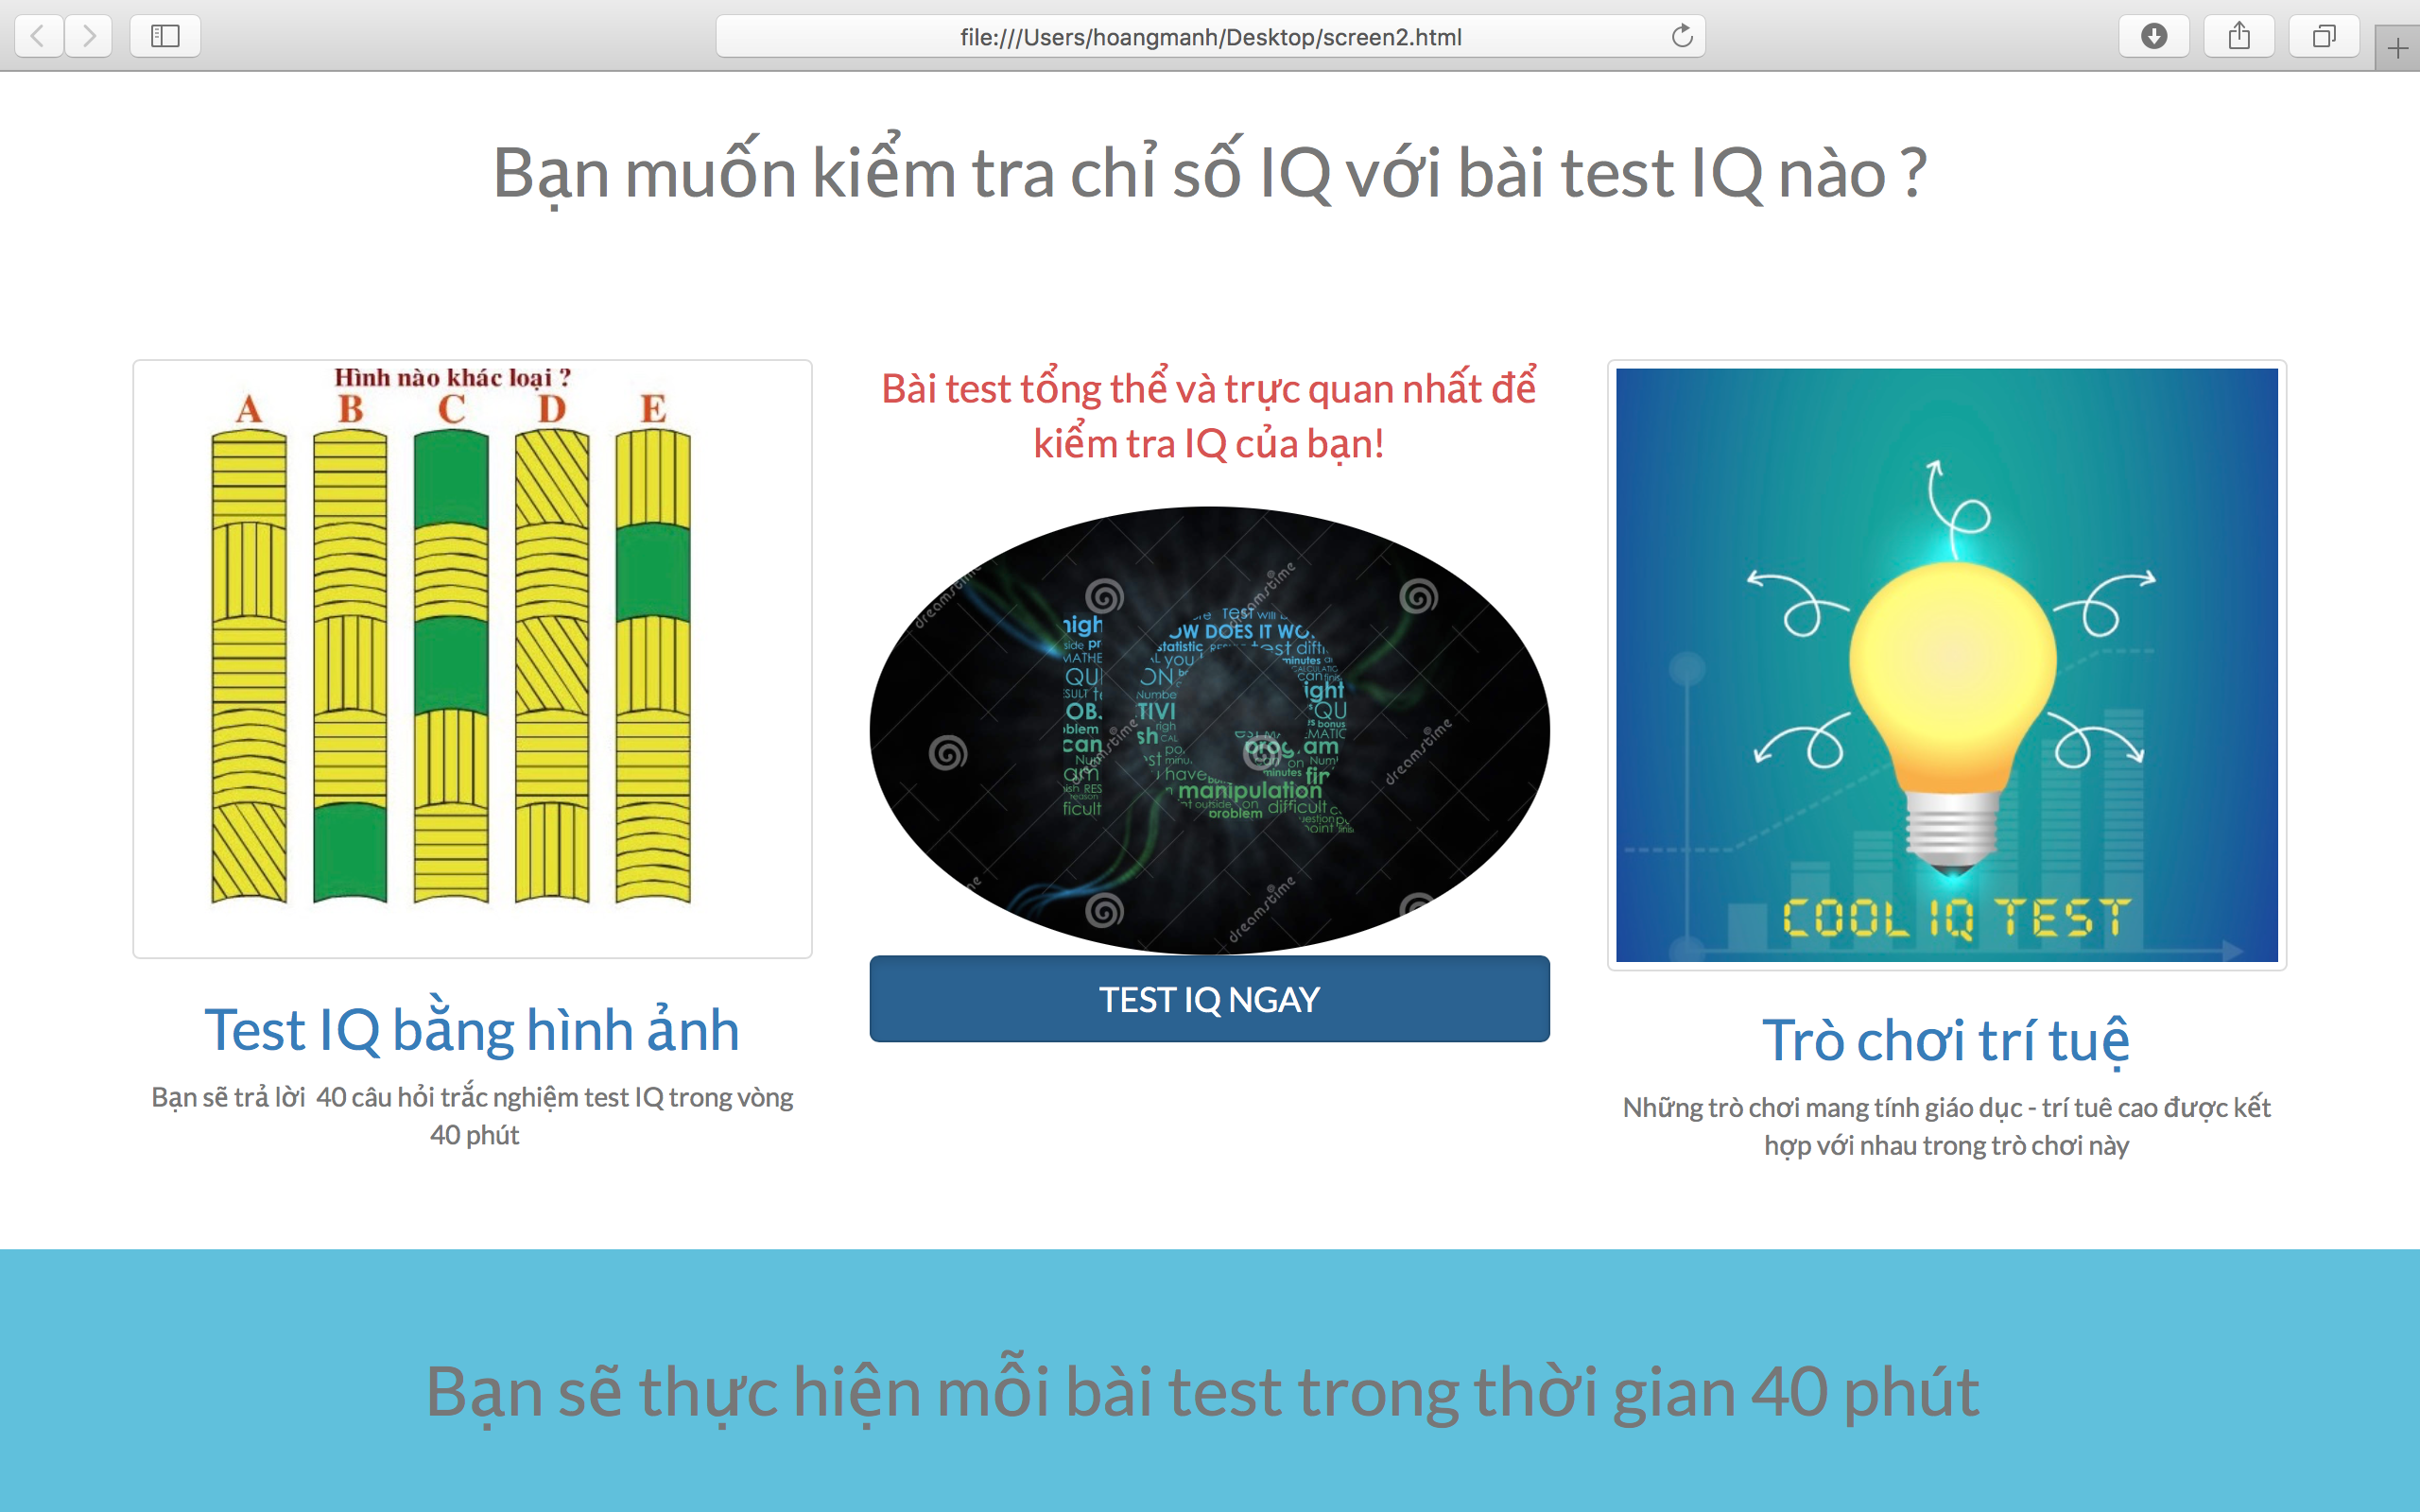 file:///Users/hoangmanh/Desktop/screen2.html
Bạn muốn kiểm tra chỉ số IQ với bài test IQ nào ?
Hình nào khác loại ?
A B C D E
Test IQ bằng hình ảnh
Bạn sẽ trả lời 40 câu hỏi trắc nghiệm test IQ trong vòng
40 phút
Bài test tổng thể và trực quan nhất để
kiểm tra IQ của bạn!
dreamstime
manipulation
difficult
problem
TEST IQ NGAY
COOL IQ TEST
Trò chơi trí tuệ
Những trò chơi mang tính giáo dục - trí tuê cao được kết
hợp với nhau trong trò chơi này
Bạn sẽ thực hiện mỗi bài test trong thời gian 40 phút